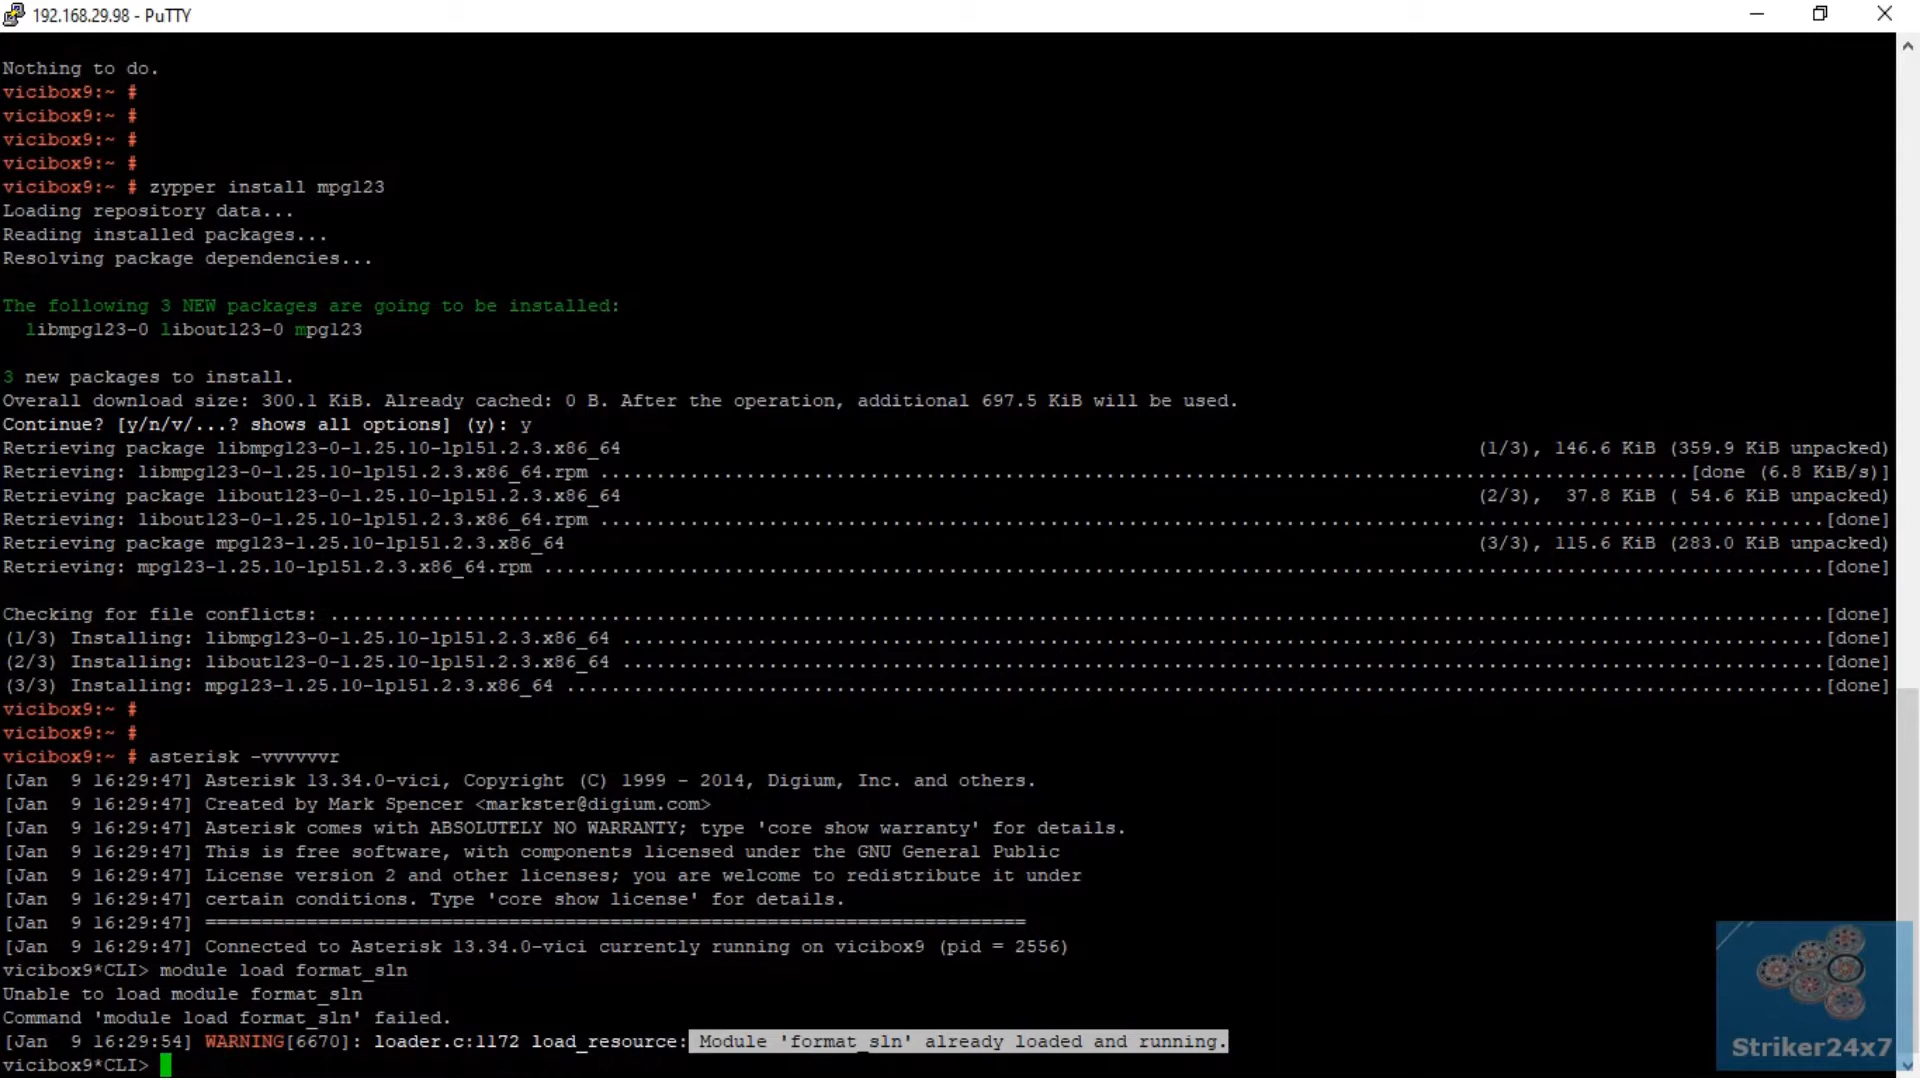 192.168.29.98 - PuTTY
Nothing to do.
vicibox9:~ #
vicibox9:~ #
vicibox9:~ #
vicibox9:~ #
vicibox9:~ # zypper install mpg123
Loading repository data...
Reading installed packages...
Resolving package dependencies...
The following 3 NEW packages are going to be installed:
libmpg123-0 libout123-0 mpg123
3 new packages to install.
Overall download size: 300.1 KiB. Already cached: 0 B. After the operation, additional 697.5 KiB will be used.
Continue? [y/n/v/...? shows all options] (y): y
Retrieving package libmpg123-0-1.25.10-lp151.2.3.x86_64 (1/3), 146.6 KiB (359.9 KiB unpacked)
Retrieving: libmpg123-0-1.25.10-lp151.2.3.x86_64.rpm ....................................................................................................[done (6.8 KiB/s)]
Retrieving package libout123-0-1.25.10-lp151.2.3.x86_64 (2/3),  37.8 KiB ( 54.6 KiB unpacked)
Retrieving: libout123-0-1.25.10-lp151.2.3.x86_64.rpm ................................................................................................................[done]
Retrieving package mpg123-1.25.10-lp151.2.3.x86_64 (3/3), 115.6 KiB (283.0 KiB unpacked)
Retrieving: mpg123-1.25.10-lp151.2.3.x86_64.rpm .....................................................................................................................[done]
Checking for file conflicts: ........................................................................................................................................[done]
(1/3) Installing: libmpg123-0-1.25.10-lp151.2.3.x86_64 ..............................................................................................................[done]
(2/3) Installing: libout123-0-1.25.10-lp151.2.3.x86_64 ..............................................................................................................[done]
(3/3) Installing: mpg123-1.25.10-lp151.2.3.x86_64 ...................................................................................................................[done]
vicibox9:~ #
vicibox9:~ #
vicibox9:~ # asterisk -vvvvvvr
[Jan  9 16:29:47] Asterisk 13.34.0-vici, Copyright (C) 1999 - 2014, Digium, Inc. and others.
[Jan  9 16:29:47] Created by Mark Spencer <markster@digium.com>
[Jan  9 16:29:47] Asterisk comes with ABSOLUTELY NO WARRANTY; type 'core show warranty' for details.
[Jan  9 16:29:47] This is free software, with components licensed under the GNU General Public
[Jan  9 16:29:47] License version 2 and other licenses; you are welcome to redistribute it under
[Jan  9 16:29:47] certain conditions. Type 'core show license' for details.
[Jan  9 16:29:47] =========================================================================
[Jan  9 16:29:47] Connected to Asterisk 13.34.0-vici currently running on vicibox9 (pid = 2556)
vicibox9*CLI> module load format_sln
Unable to load module format_sln
Command 'module load format_sln' failed.
[Jan  9 16:29:54] WARNING[6670]: loader.c:1172 load_resource: Module 'format_sln' already loaded and running.
vicibox9*CLI>
Striker24x7